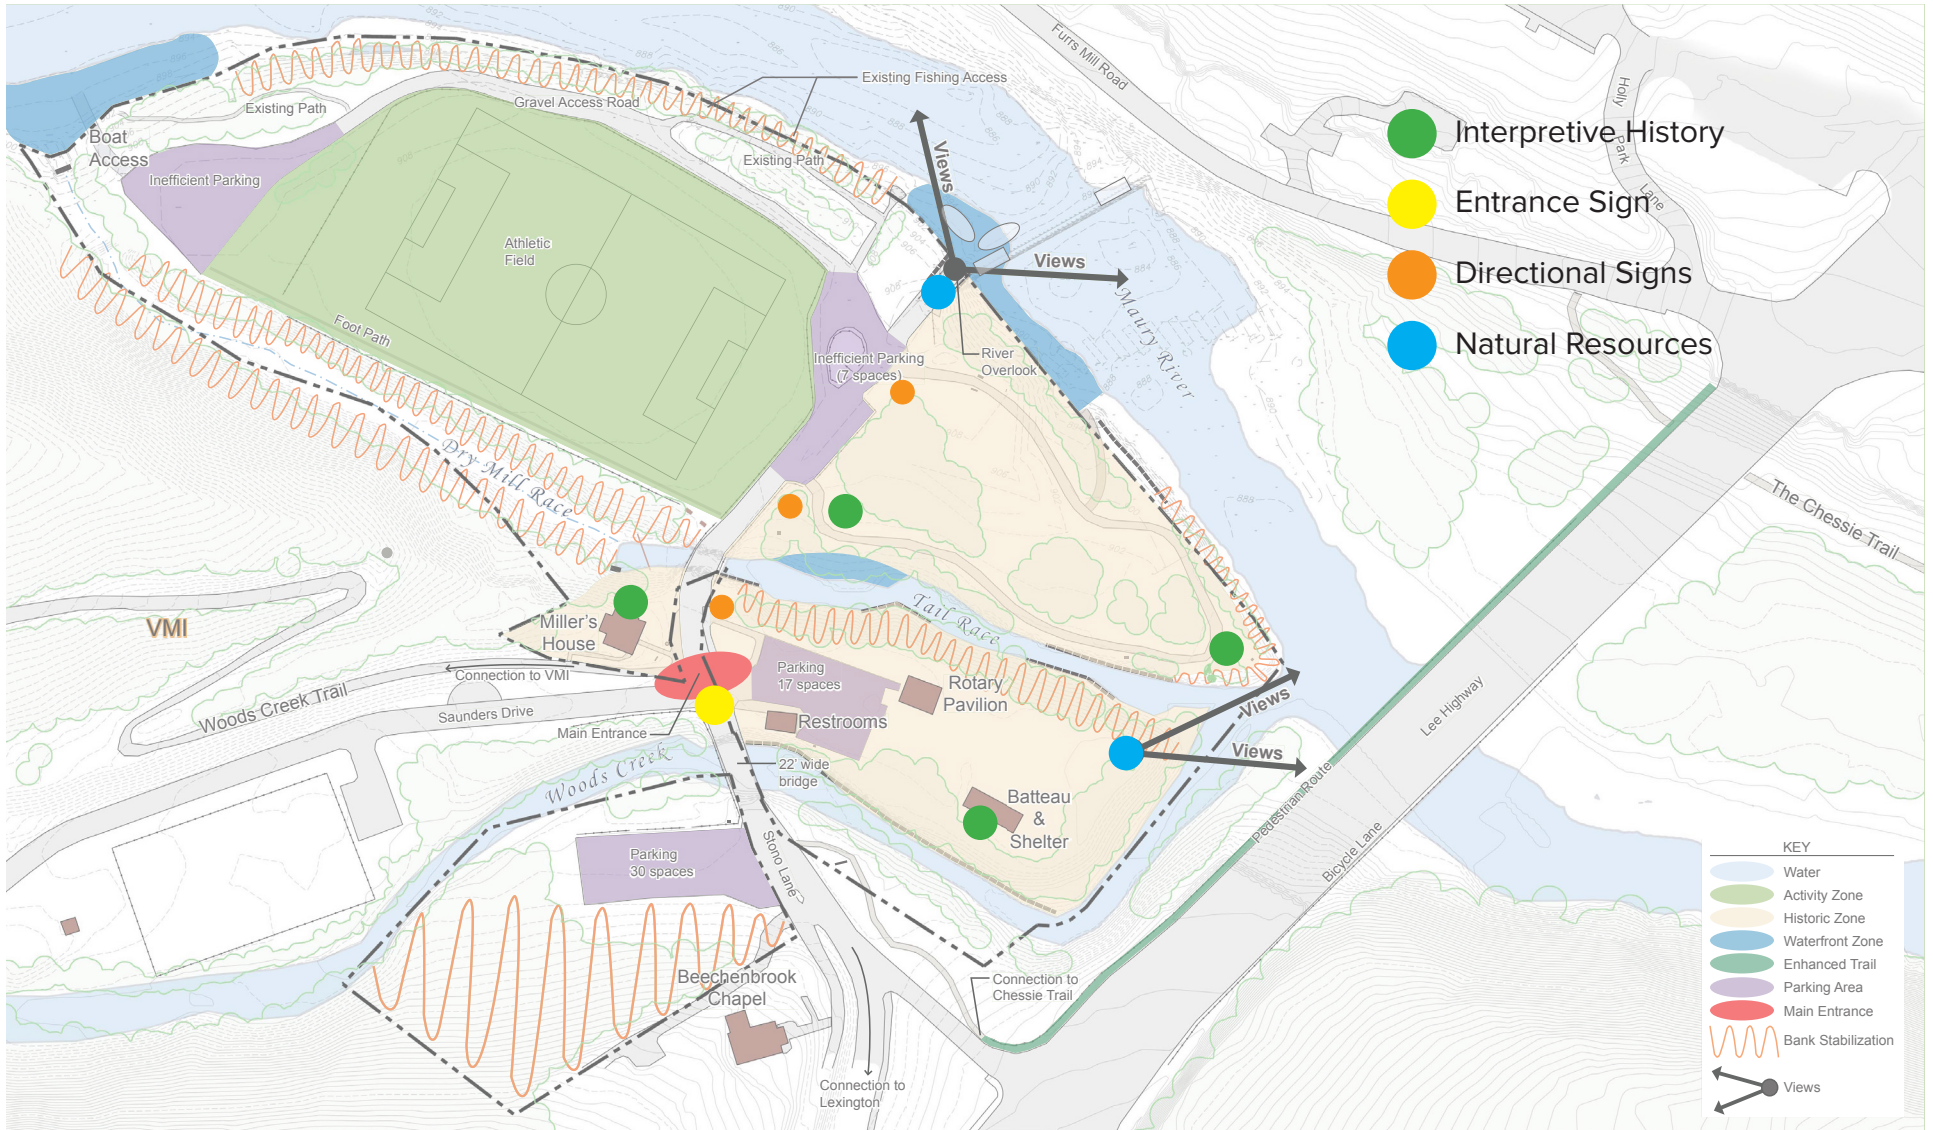 Existing Fishing Access
Furrs Mill Road
Holly
Park
Lane
Interpretive History
Entrance Sign
Directional Signs
Natural Resources
Gravel Access Road
Existing Path
Boat
Access
Inefficient Parking
Existing Path
Views
Views
Athletic
Field
Maury River
Foot Path
Inefficient Parking
(7 spaces)
River
Overlook
Dry Mill Race
The Chessie Trail
Tail Race
VMI
Miller's
House
Connection to VMI
Woods Creek Trail
Saunders Drive
Main Entrance
Parking
17 spaces
Restrooms
Rotary
Pavilion
Views
Views
Lee Highway
Woods Creek
22' wide
bridge
Batteau
&
Shelter
Pedestrian Route
Bicycle Lane
Stono Lane
Parking
30 spaces
Beechenbrook
Chapel
Connection to
Chessie Trail
Connection to
Lexington
KEY
Water
Activity Zone
Historic Zone
Waterfront Zone
Enhanced Trail
Parking Area
Main Entrance
Bank Stabilization
Views